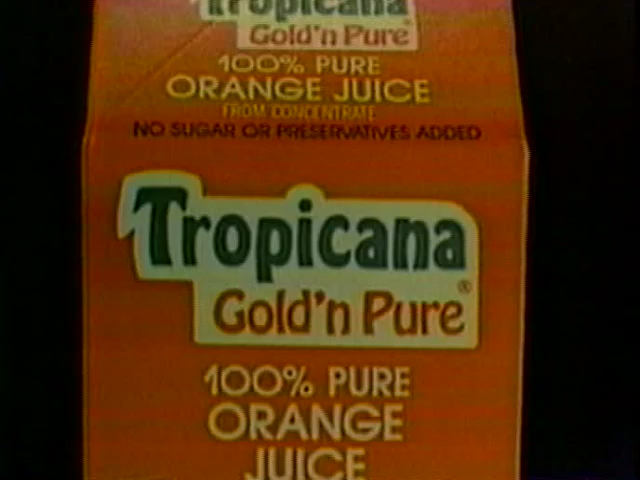 Tropicana
Gold'n Pure
100% PURE
ORANGE JUICE
FROM CONCENTRATE
NO SUGAR OR PRESERVATIVES ADDED
Tropicana
Gold'n Pure®
100% PURE
ORANGE
JUICE